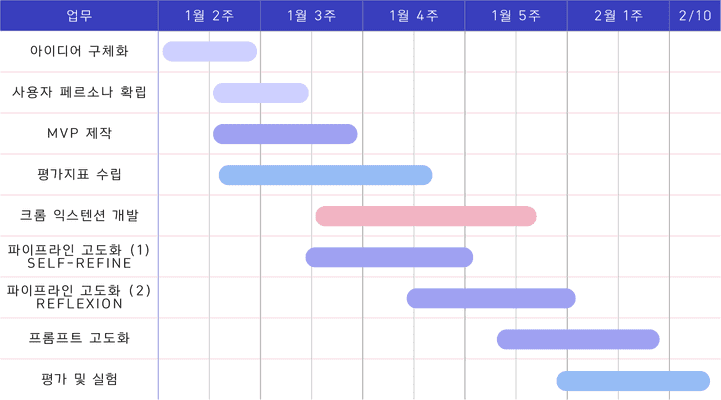 업무 1월 2주 1월 3주 1월 4주 1월 5주 2월 1주 2/10
아이디어 구체화
사용자 페르소나 확립
MVP 제작
평가지표 수립
크롬 익스텐션 개발
파이프라인 고도화 (1)
SELF-REFINE
파이프라인 고도화 (2)
REFLEXION
프롬프트 고도화
평가 및 실험